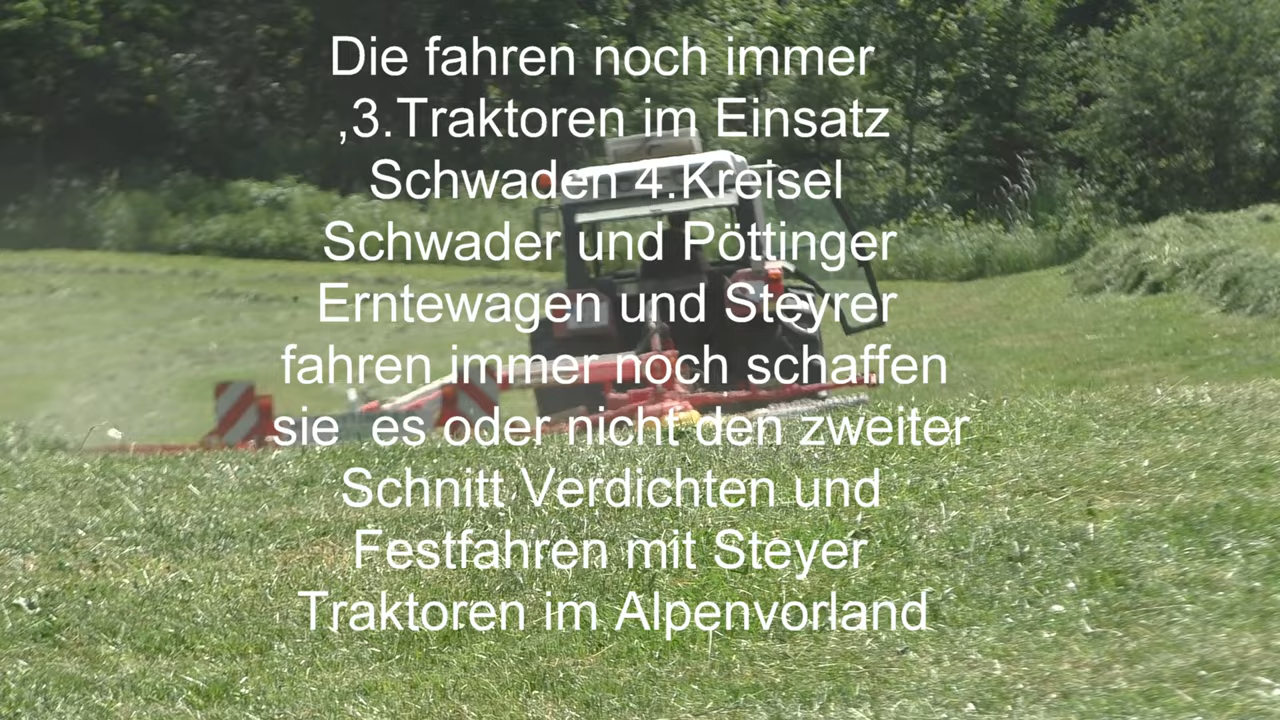 Die fahren noch immer
,3.Traktoren im Einsatz
Schwaden 4.Kreisel
Schwader und Pöttinger
Erntewagen und Steyrer
fahren immer noch schaffen
sie  es oder nicht den zweiter
Schnitt Verdichten und
Festfahren mit Steyer
Traktoren im Alpenvorland